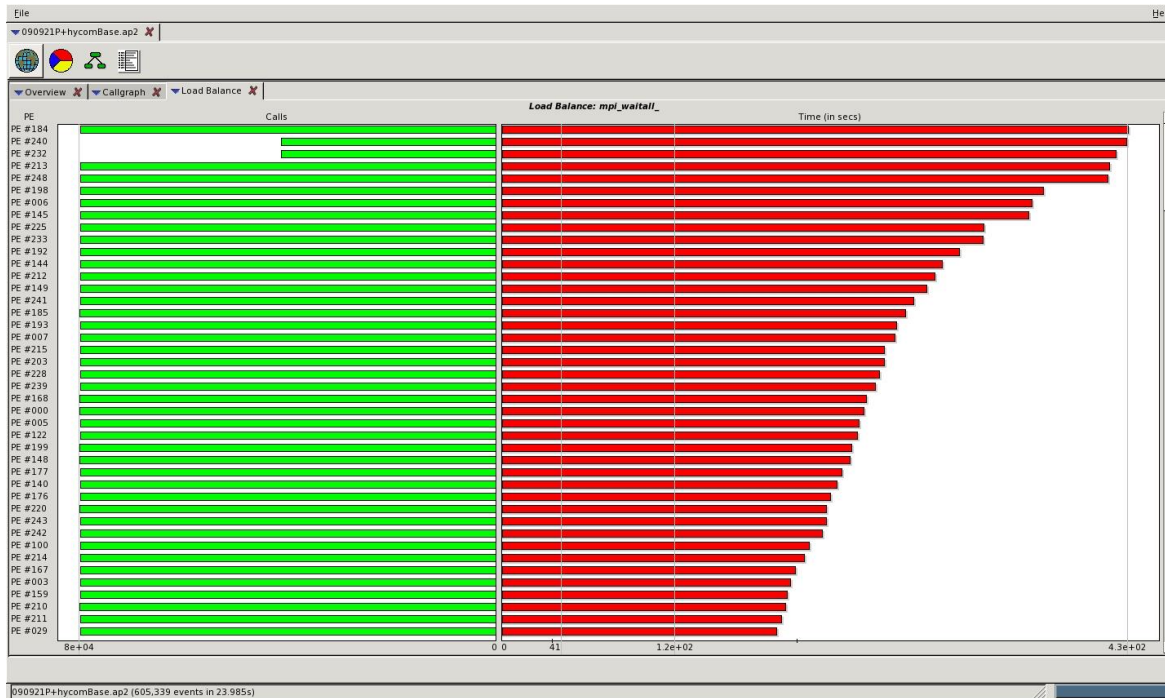 File He
090921P+hycomBase.ap2
Overview Callgraph Load Balance
Load Balance: mpi_waitall_
PE Calls Time (in secs)
PE #184
PE #240
PE #232
PE #213
PE #248
PE #198
PE #006
PE #145
PE #225
PE #233
PE #192
PE #144
PE #212
PE #149
PE #241
PE #185
PE #193
PE #007
PE #215
PE #203
PE #228
PE #239
PE #168
PE #000
PE #005
PE #122
PE #199
PE #148
PE #177
PE #140
PE #176
PE #220
PE #243
PE #242
PE #100
PE #214
PE #167
PE #003
PE #159
PE #210
PE #211
PE #029
8e+04 0 0 41 1.2e+02 4.3e+02
090921P+hycomBase.ap2 (605,339 events in 23.985s)